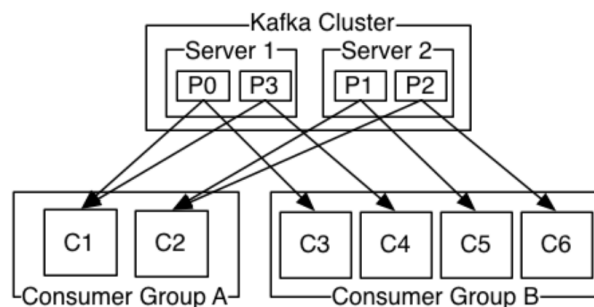 Kafka Cluster
Server 1 Server 2
P0 P3 P1 P2
C1 C2 C3 C4 C5 C6
Consumer Group A Consumer Group B